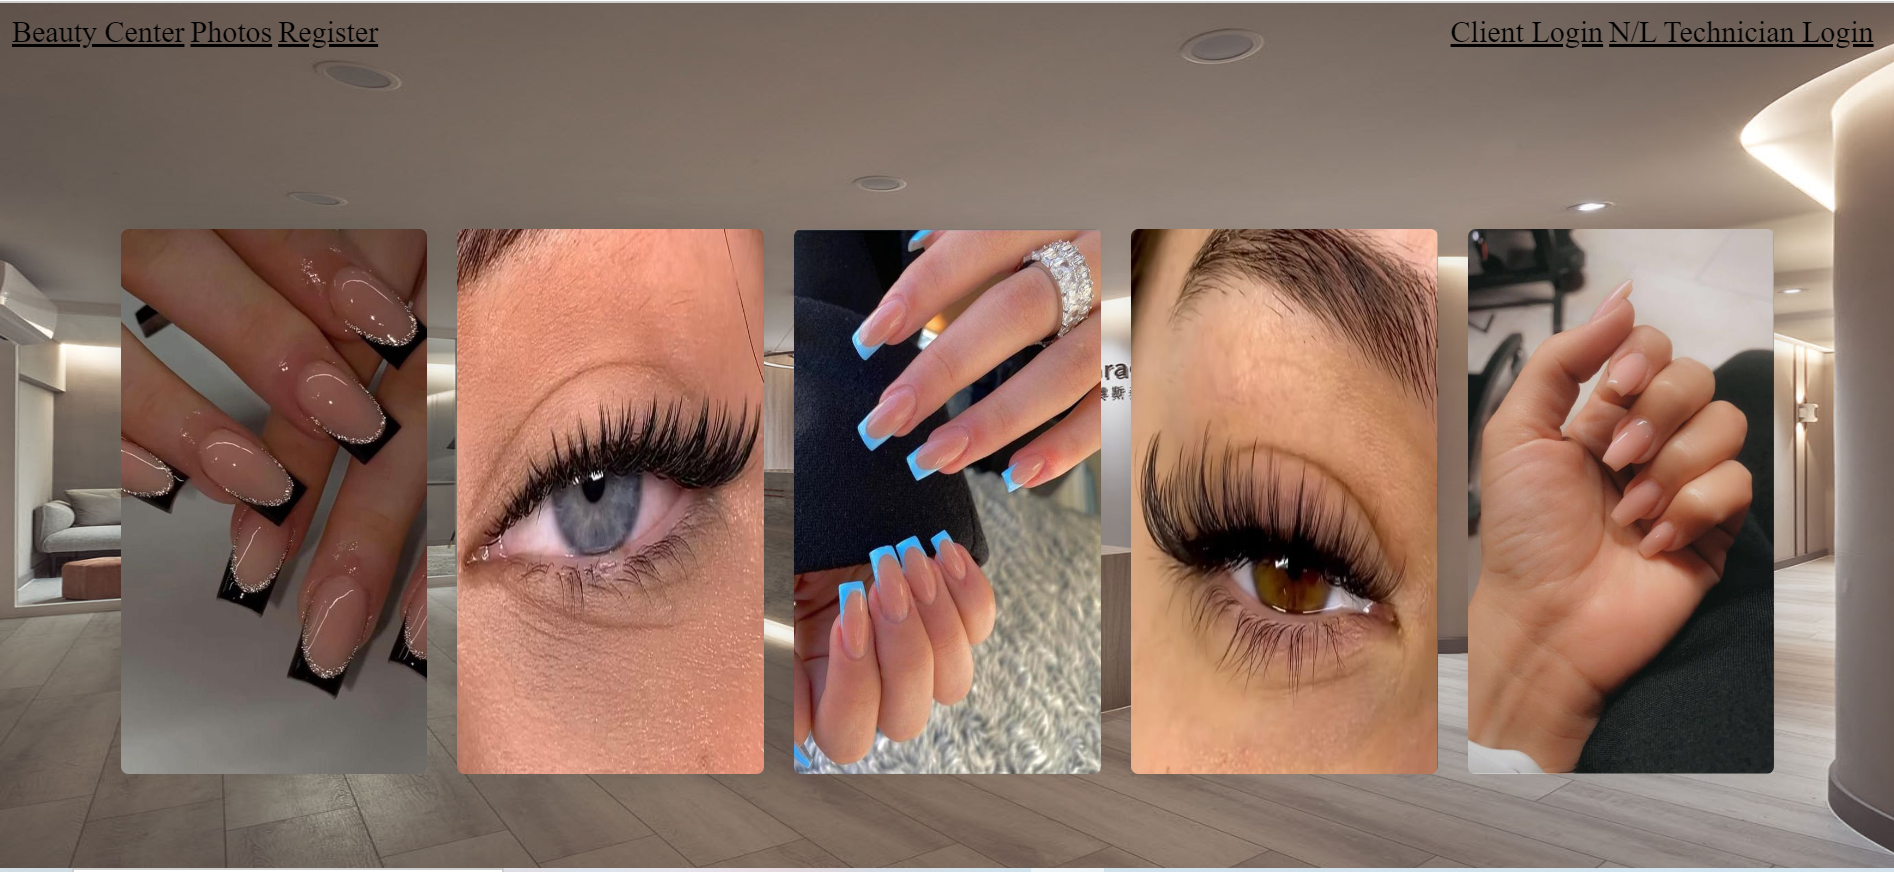 Beauty Center Photos Register
Client Login N/L Technician Login